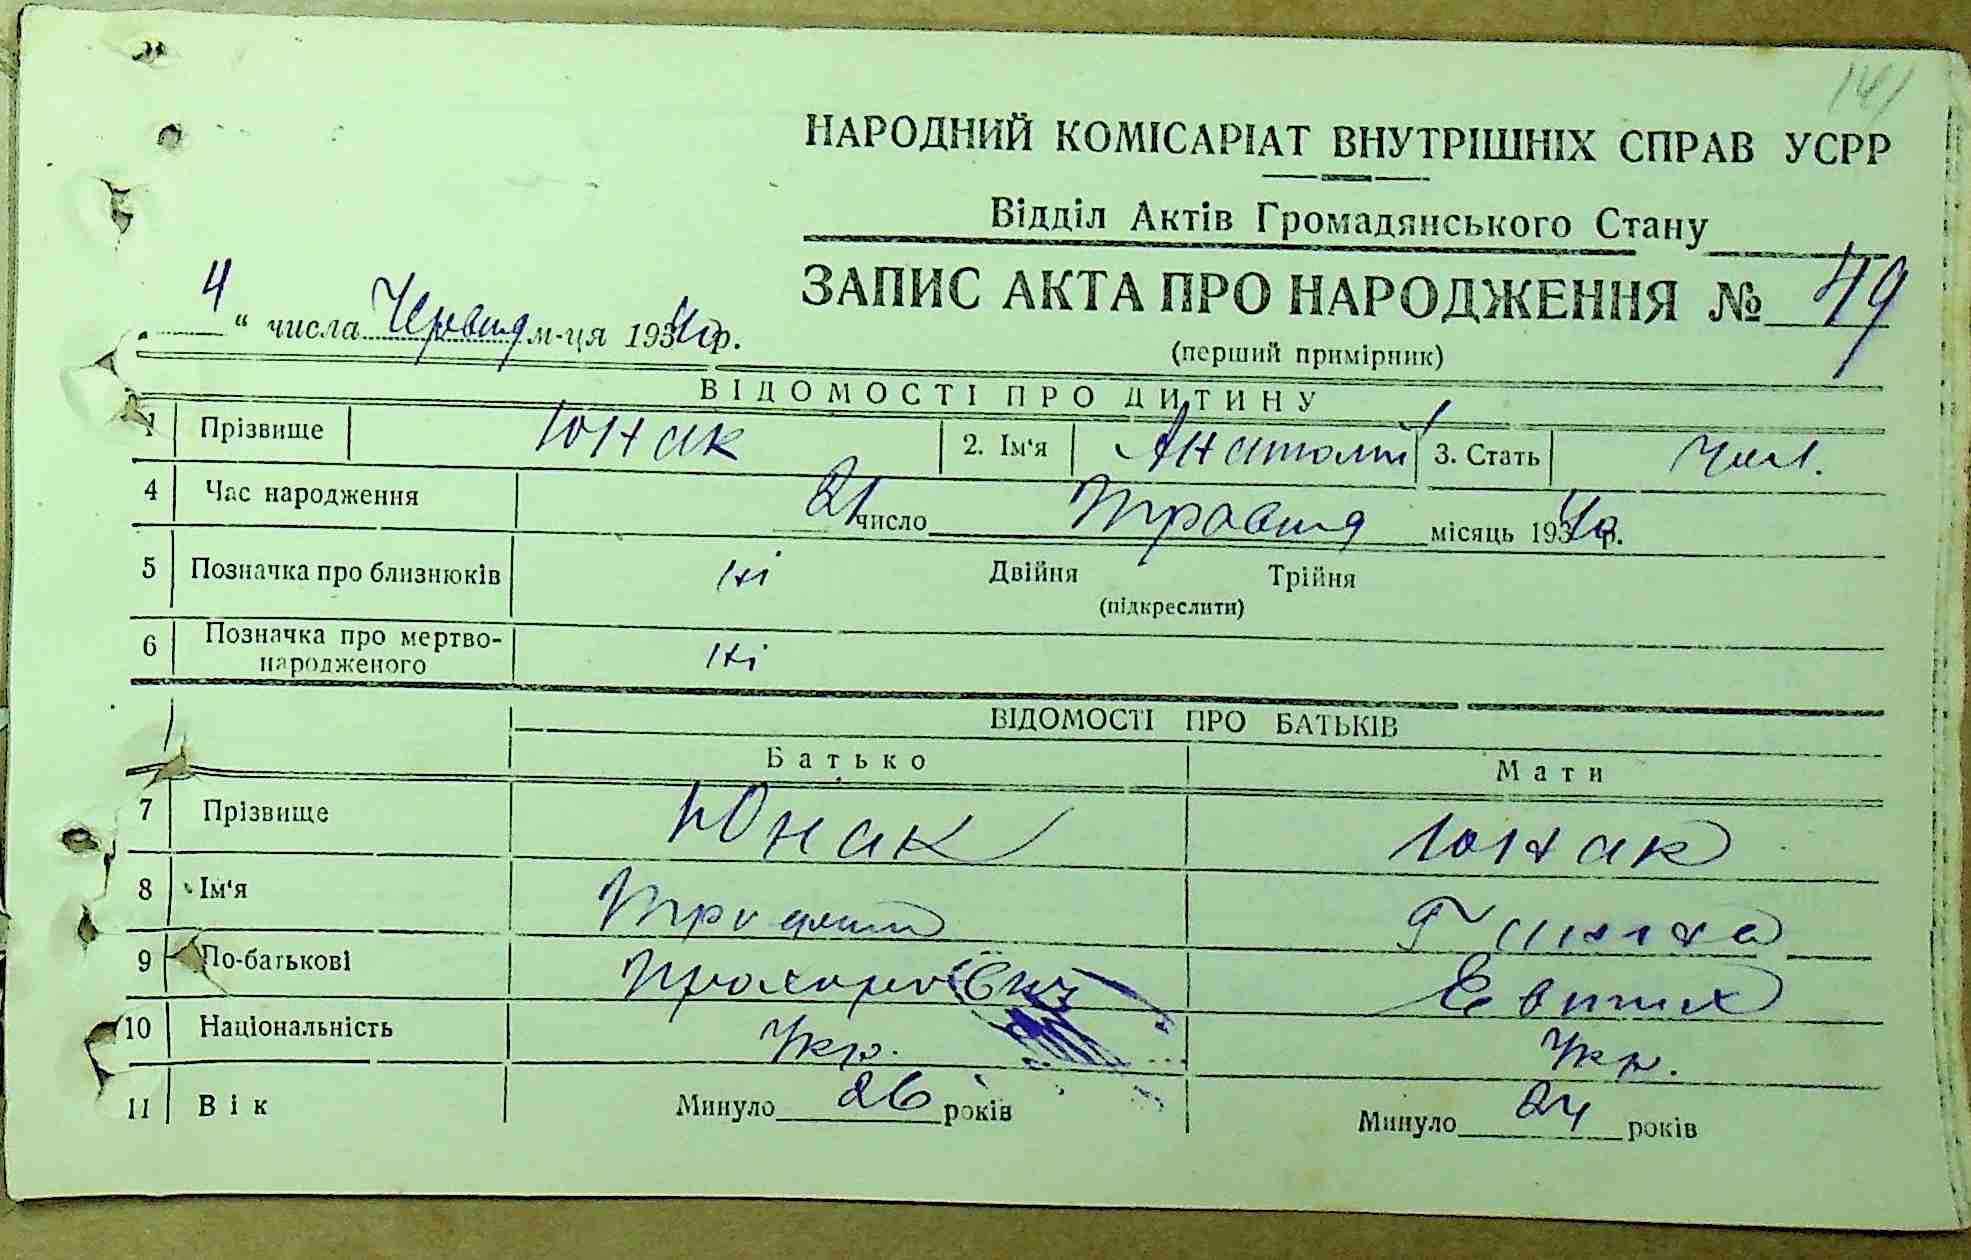 141
НАРОДНИЙ КОМІСАРІАТ ВНУТРІШНІХ СПРАВ УСРР
Відділ Актів Громадянського Стану
ЗАПИС АКТА ПРО НАРОДЖЕННЯ № 49
4 " числа Червня м-ця 1940р.
(перший примірник)
ВІДОМОСТІ ПРО ДИТИНУ
1 Прізвище Юнак 2. Ім'я Анатолий 3. Стать Чол.
4 Час народження 21 число Травня місяць 1940р.
5 Позначка про близнюків ні Двійня Трійня
(підкреслити)
6 Позначка про мертво-
народженого ні
ВІДОМОСТІ ПРО БАТЬКІВ
Батько Мати
7 Прізвище Юнак Юнак
8 Ім'я
9 По-батькові Прохорович
10 Національність Укр. Укр.
11 Вік Минуло 26 років Минуло 24 років